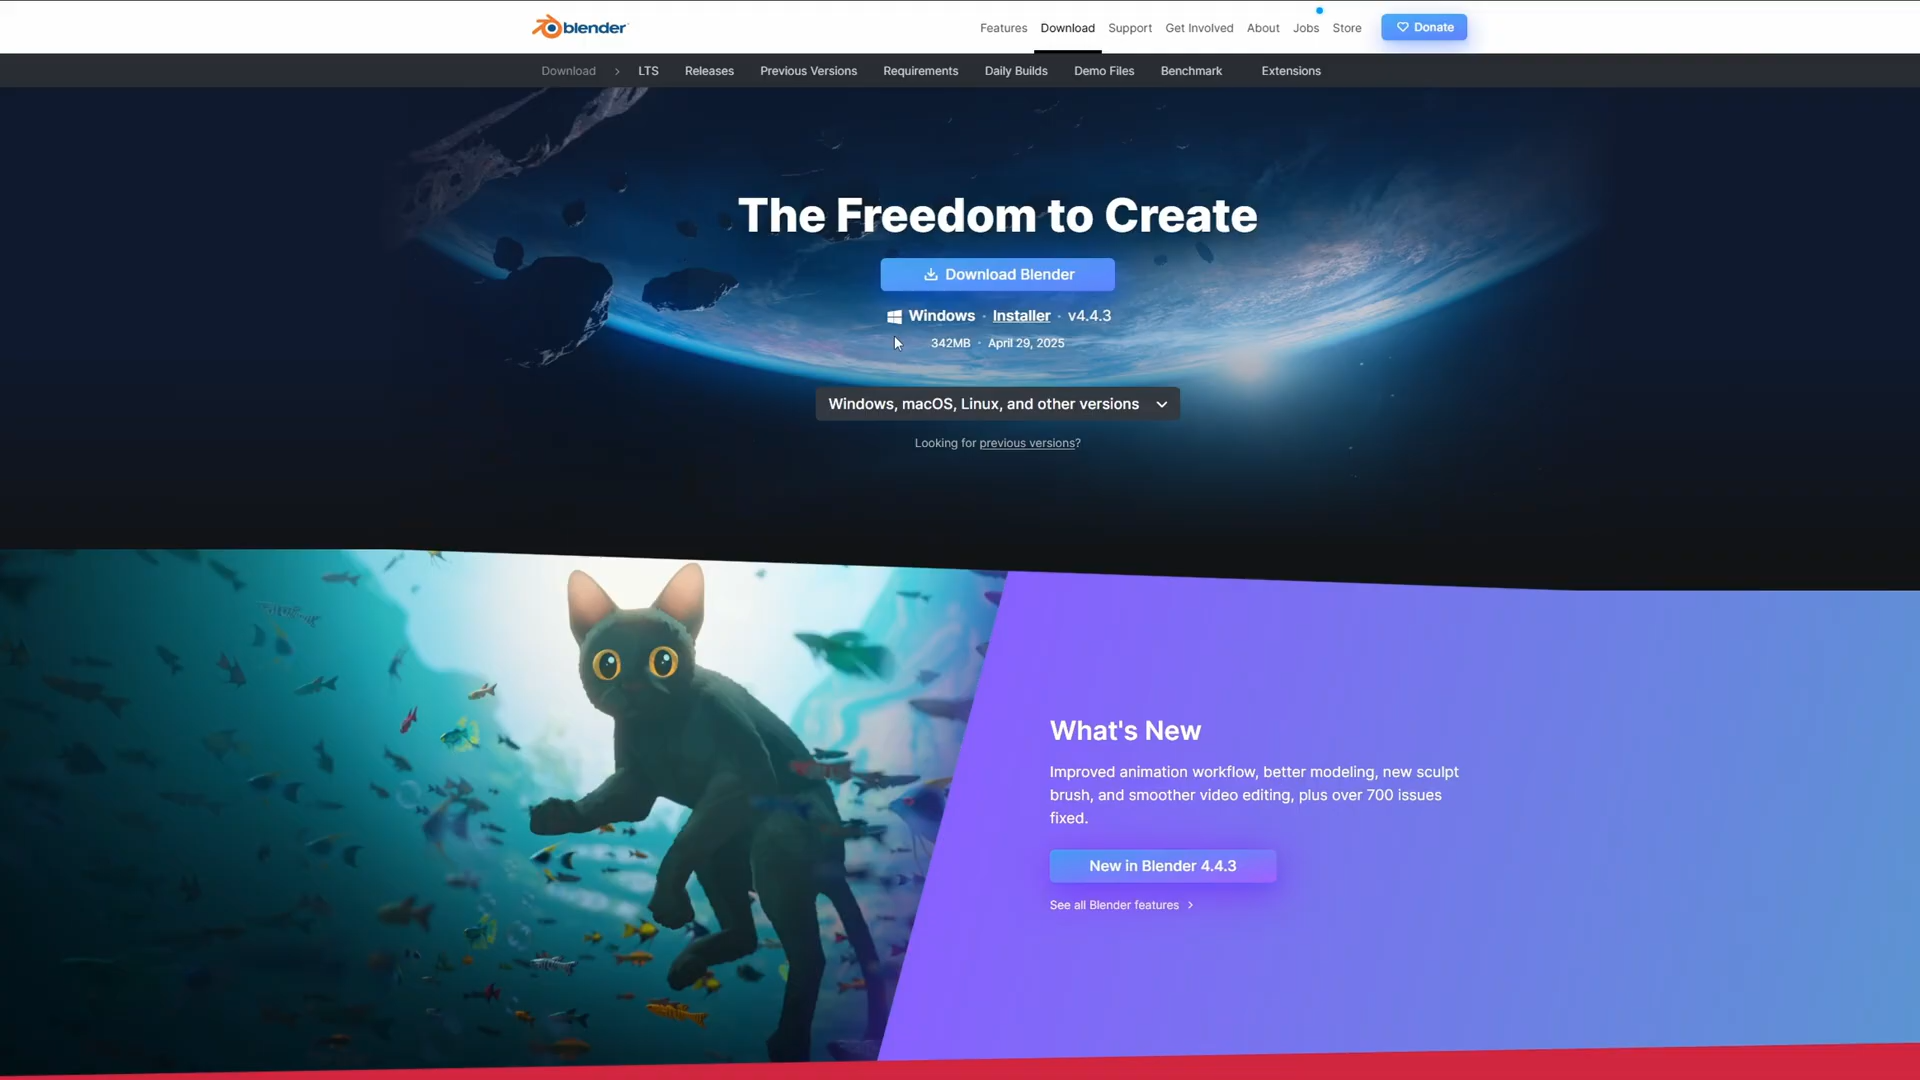 blender
Features Download Support Get Involved About Jobs Store Donate
Download LTS Releases Previous Versions Requirements Daily Builds Demo Files Benchmark Extensions
The Freedom to Create
Download Blender
Windows · Installer · v4.4.3
342MB · April 29, 2025
Windows, macOS, Linux, and other versions
Looking for previous versions?
What's New
Improved animation workflow, better modeling, new sculpt
brush, and smoother video editing, plus over 700 issues
fixed.
New in Blender 4.4.3
See all Blender features